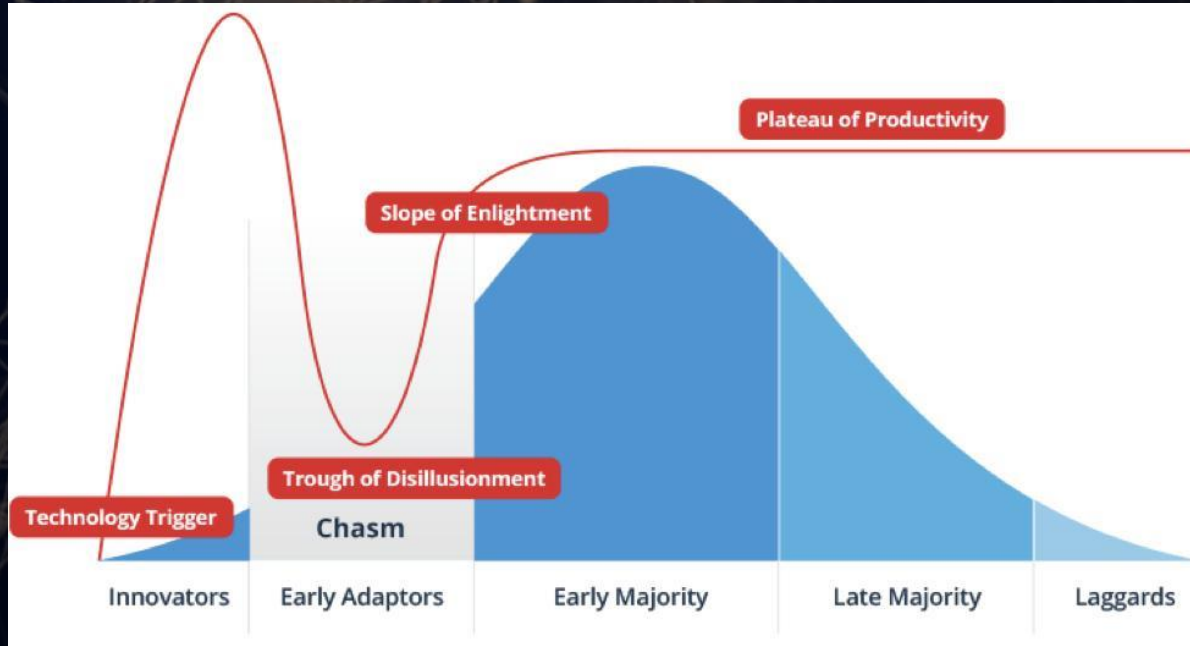 Plateau of Productivity
Slope of Enlightment
Trough of Disillusionment
Technology Trigger
Chasm
Innovators
Early Adaptors
Early Majority
Late Majority
Laggards